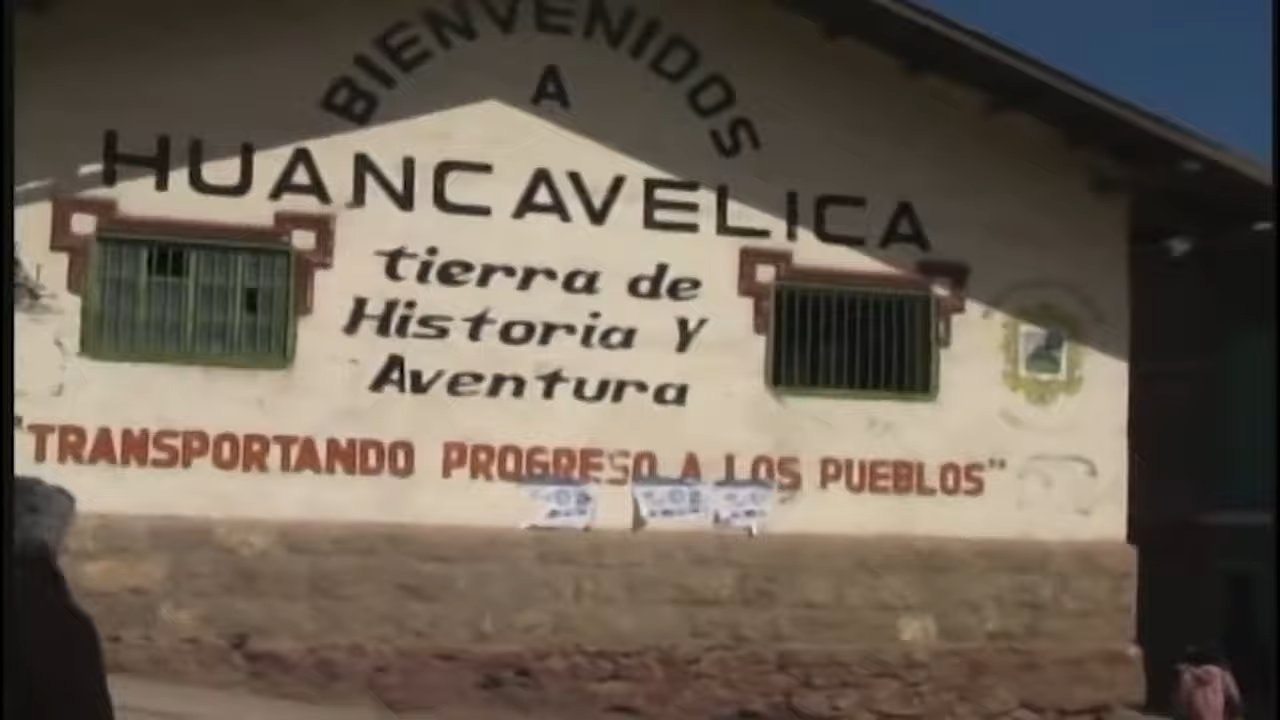 BIENVENIDOS
A
HUANCAVELICA
tierra de
Historia Y
Aventura
"TRANSPORTANDO PROGRESO A LOS PUEBLOS"